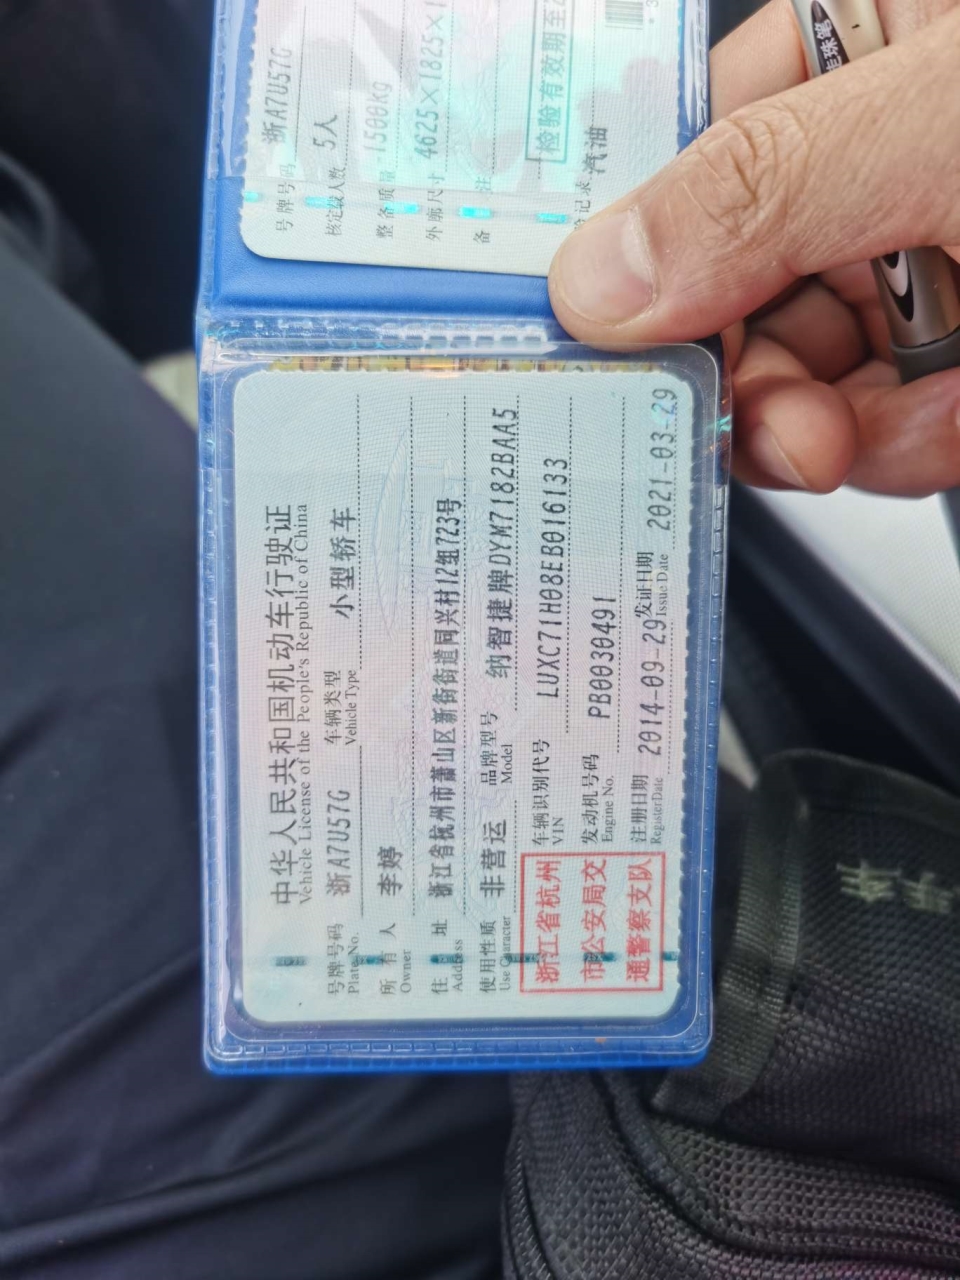 中华人民共和国机动车行驶证
Vehicle License of the People's Republic of China
号牌号码 浙A7U57G 车辆类型 小型轿车
Plate No. Vehicle Type
所有人 李婷
Owner
住址 浙江省杭州市萧山区新街街道同兴村12组723号
Address
使用性质 非营运 品牌型号 纳智捷牌DYM7182BAA5
Use Character Model
浙江省杭州
市公安局交
通警察支队
车辆识别代号 LUXC71H08EB016133
VIN
发动机号码 PB0030491
Engine No.
注册日期 2014-09-29 发证日期 2021-03-29
Register Date Issue Date
号牌号码 浙A7U57G
核定载人数 5人
整备质量 1500kg
外廓尺寸 4625×1825×1
备注
检验有效期至2
记录 汽油
走珠笔